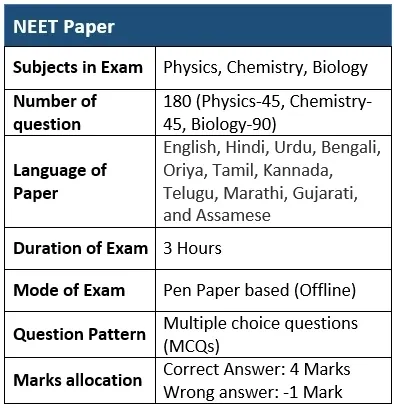 NEET Paper
Subjects in Exam
Physics, Chemistry, Biology
Number of
question
180 (Physics-45, Chemistry-
45, Biology-90)
Language of
Paper
English, Hindi, Urdu, Bengali,
Oriya, Tamil, Kannada,
Telugu, Marathi, Gujarati,
and Assamese
Duration of Exam
3 Hours
Mode of Exam
Pen Paper based (Offline)
Question Pattern
Multiple choice questions
(MCQs)
Marks allocation
Correct Answer: 4 Marks
Wrong answer: -1 Mark